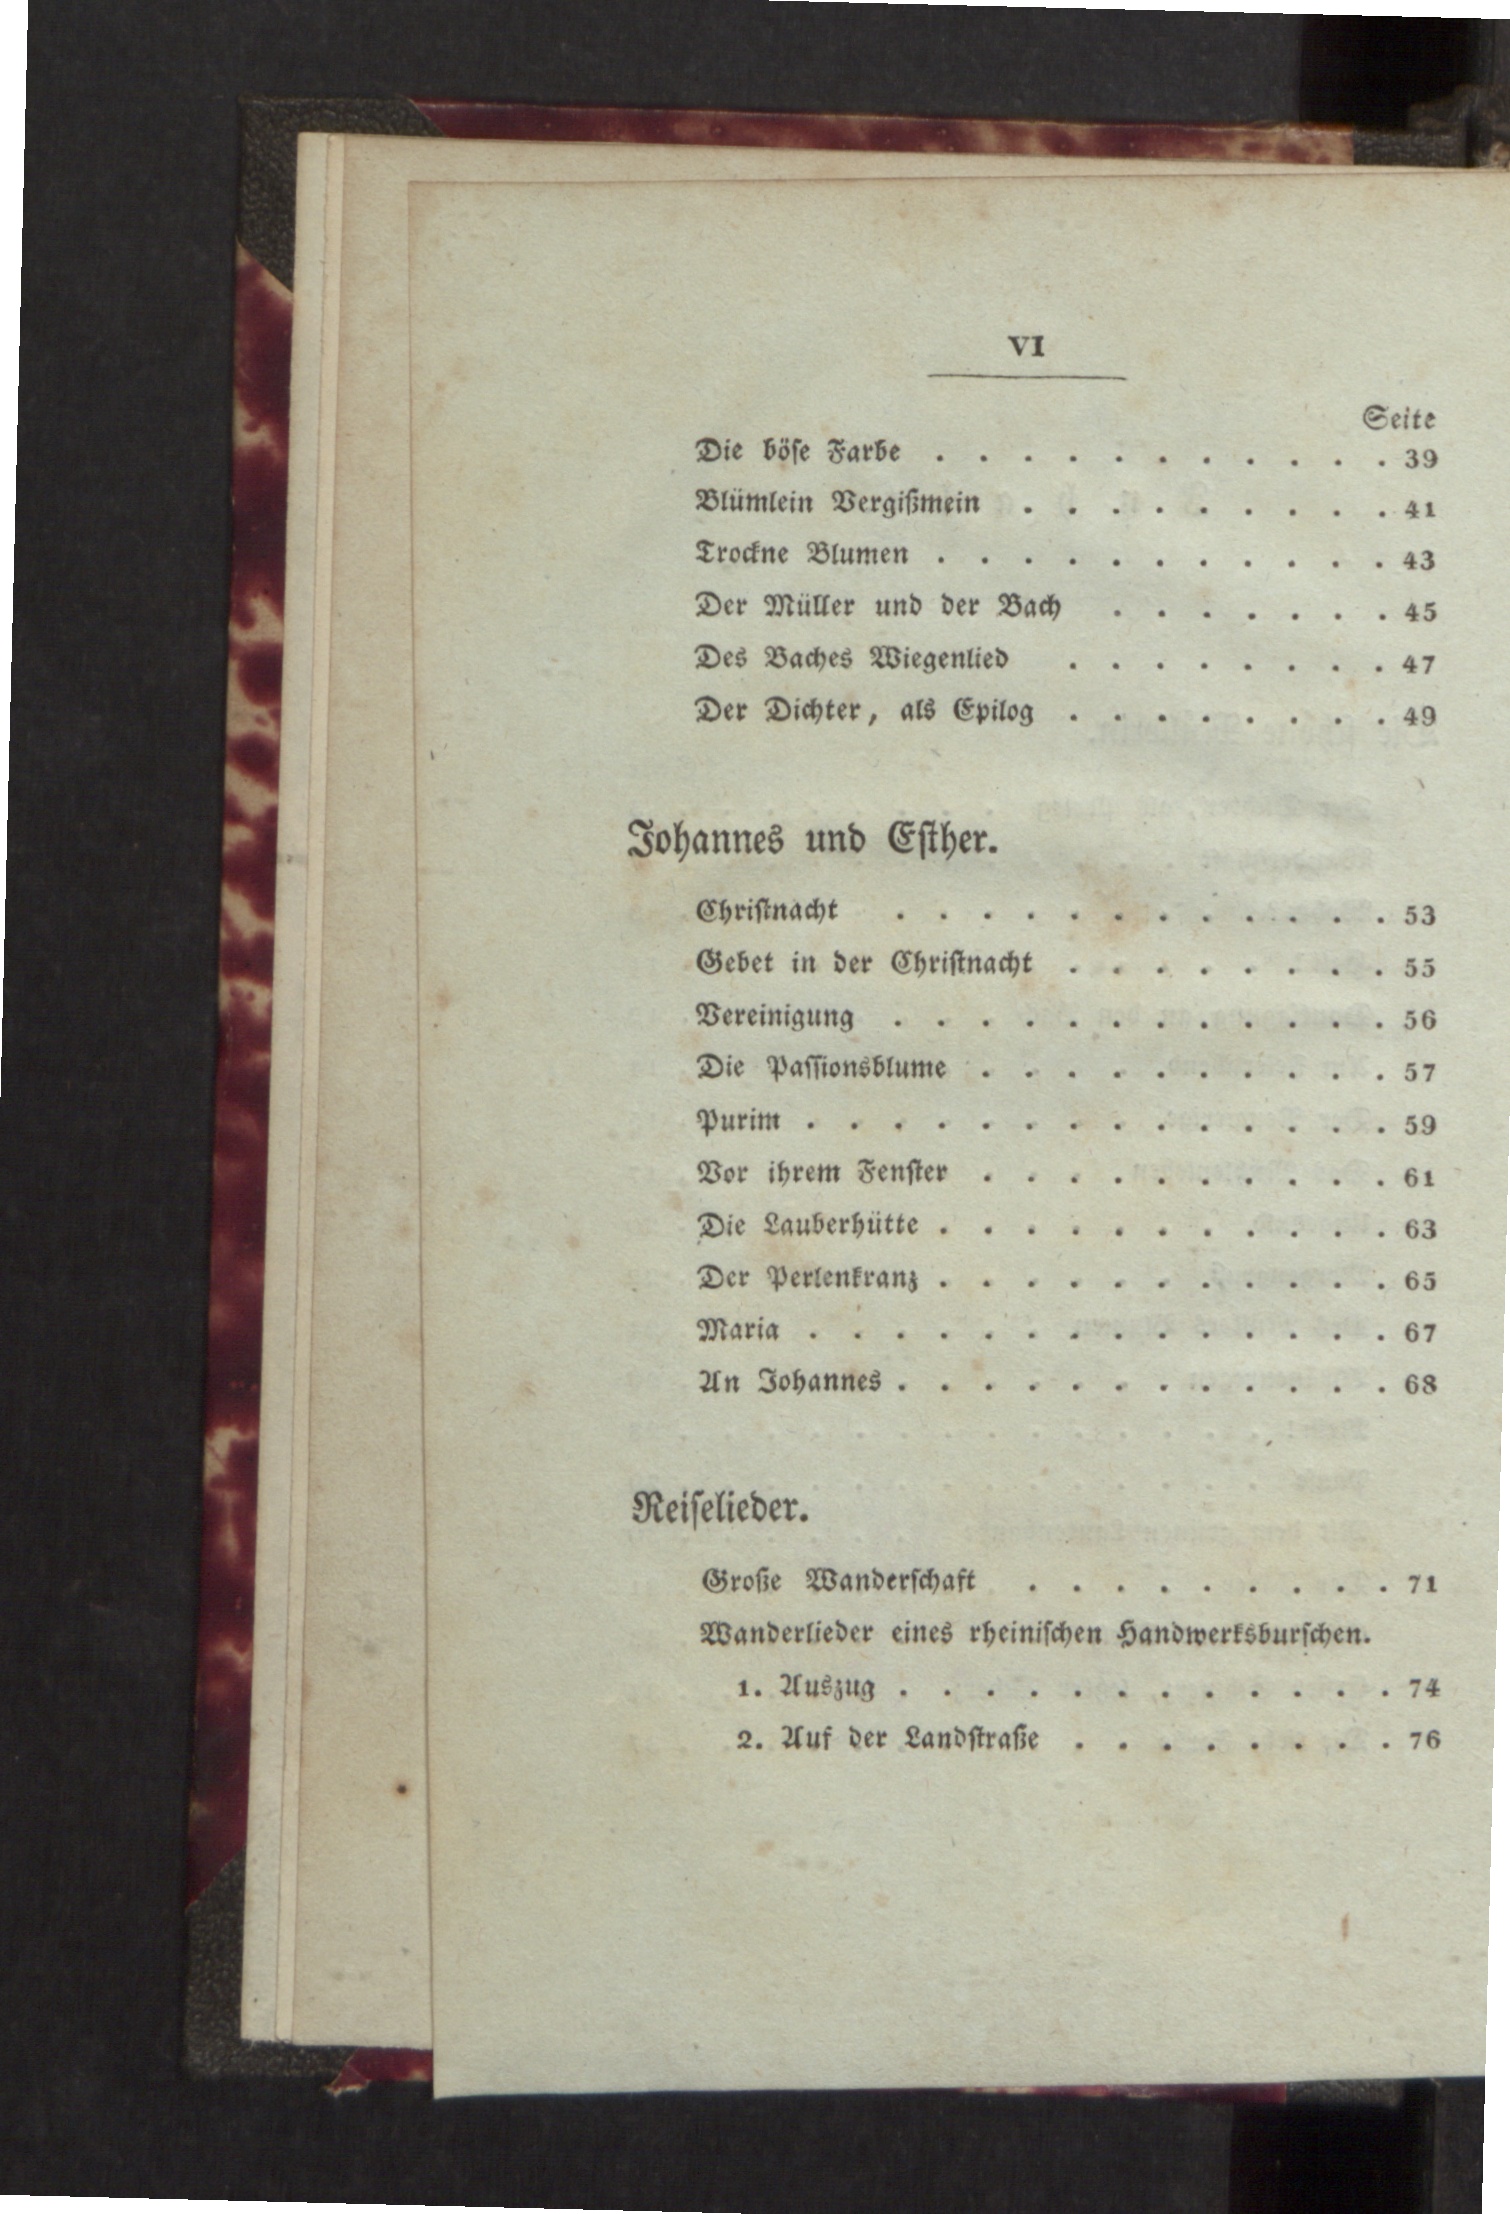 VI
Seite
Die böſe Farbe . . . . . . . . . . . 39
Blümlein Vergißmein . . . . . . . . . 41
Trockne Blumen . . . . . . . . . . . 43
Der Müller und der Bach . . . . . . . 45
Des Baches Wiegenlied . . . . . . . . 47
Der Dichter, als Epilog . . . . . . . . 49
Johannes und Eſther.
Chriſtnacht . . . . . . . . . . . . 53
Gebet in der Chriſtnacht . . . . . . . . 55
Vereinigung . . . . . . . . . . . . 56
Die Paſſionsblume . . . . . . . . . . 57
Purim . . . . . . . . . . . . . . 59
Vor ihrem Fenſter . . . . . . . . . . 61
Die Lauberhütte . . . . . . . . . . . 63
Der Perlenkranz . . . . . . . . . . . 65
Maria . . . . . . . . . . . . . . 67
An Johannes . . . . . . . . . . . . 68
Reiſelieder.
Große Wanderſchaft . . . . . . . . . 71
Wanderlieder eines rheiniſchen Handwerksburſchen.
1. Auszug . . . . . . . . . . . . 74
2. Auf der Landſtraße . . . . . . . . 76